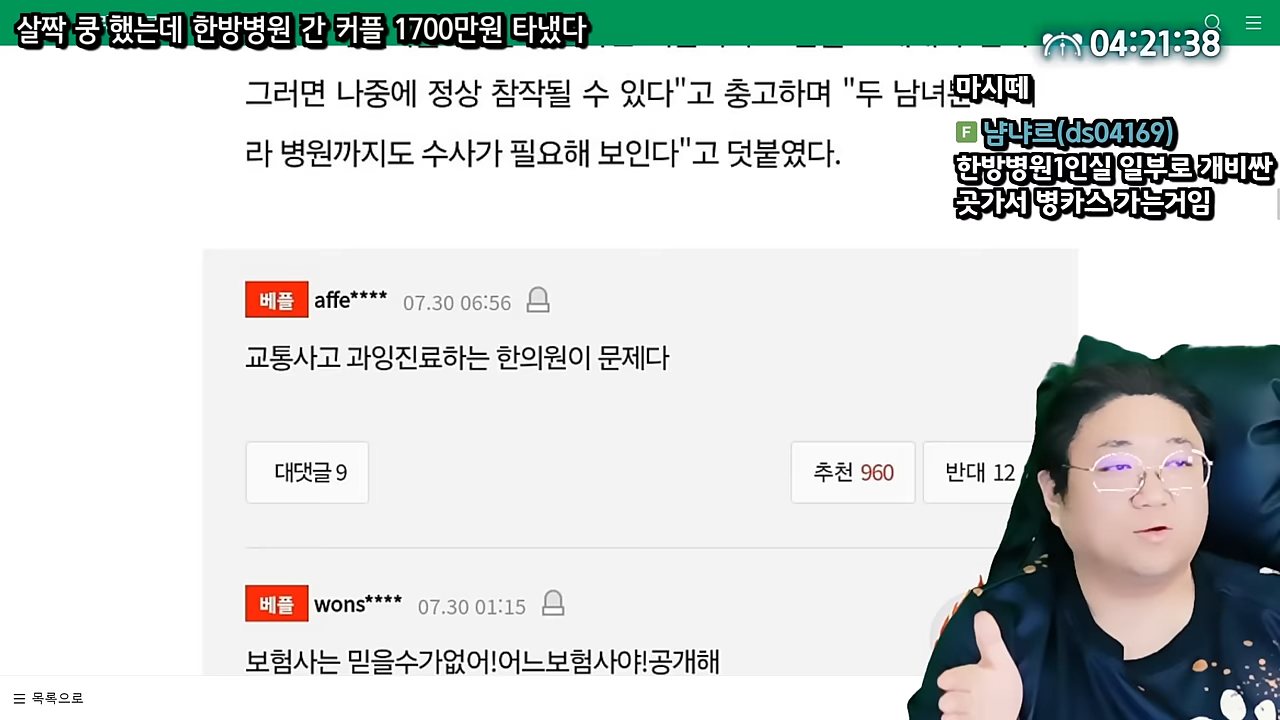 살짝 쿵 했는데 한방병원 간 커플 1700만원 타냈다
04:21:38
마시떼
F 냠냐르(ds04169)
한방병원1인실 일부로 개비싼
곳가서 병카스 가는거임
그러면 나중에 정상 참작될 수 있다"고 충고하며 "두 남녀뿐
라 병원까지도 수사가 필요해 보인다"고 덧붙였다.
베플 affe**** 07.30 06:56
교통사고 과잉진료하는 한의원이 문제다
대댓글 9 추천 960 반대 12
베플 wons**** 07.30 01:15
보험사는 믿을수가없어!어느보험사야!공개해
목록으로